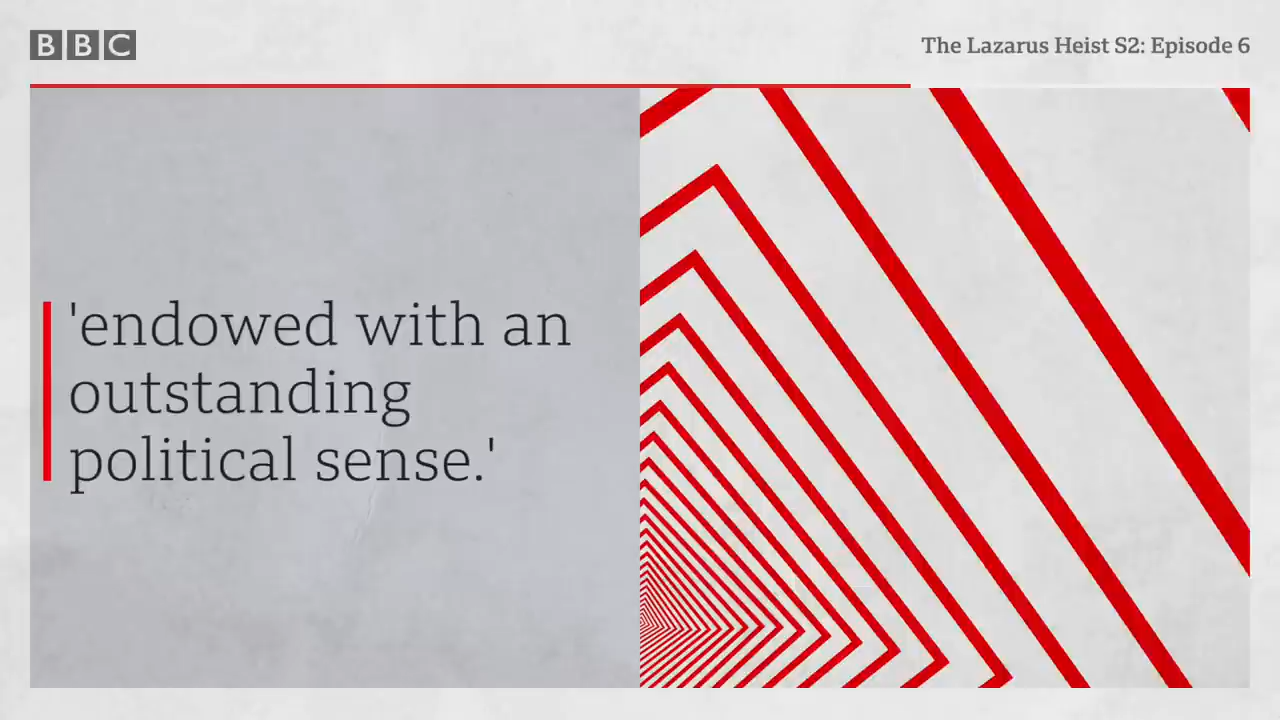 BBC
The Lazarus Heist S2: Episode 6
'endowed with an
outstanding
political sense.'